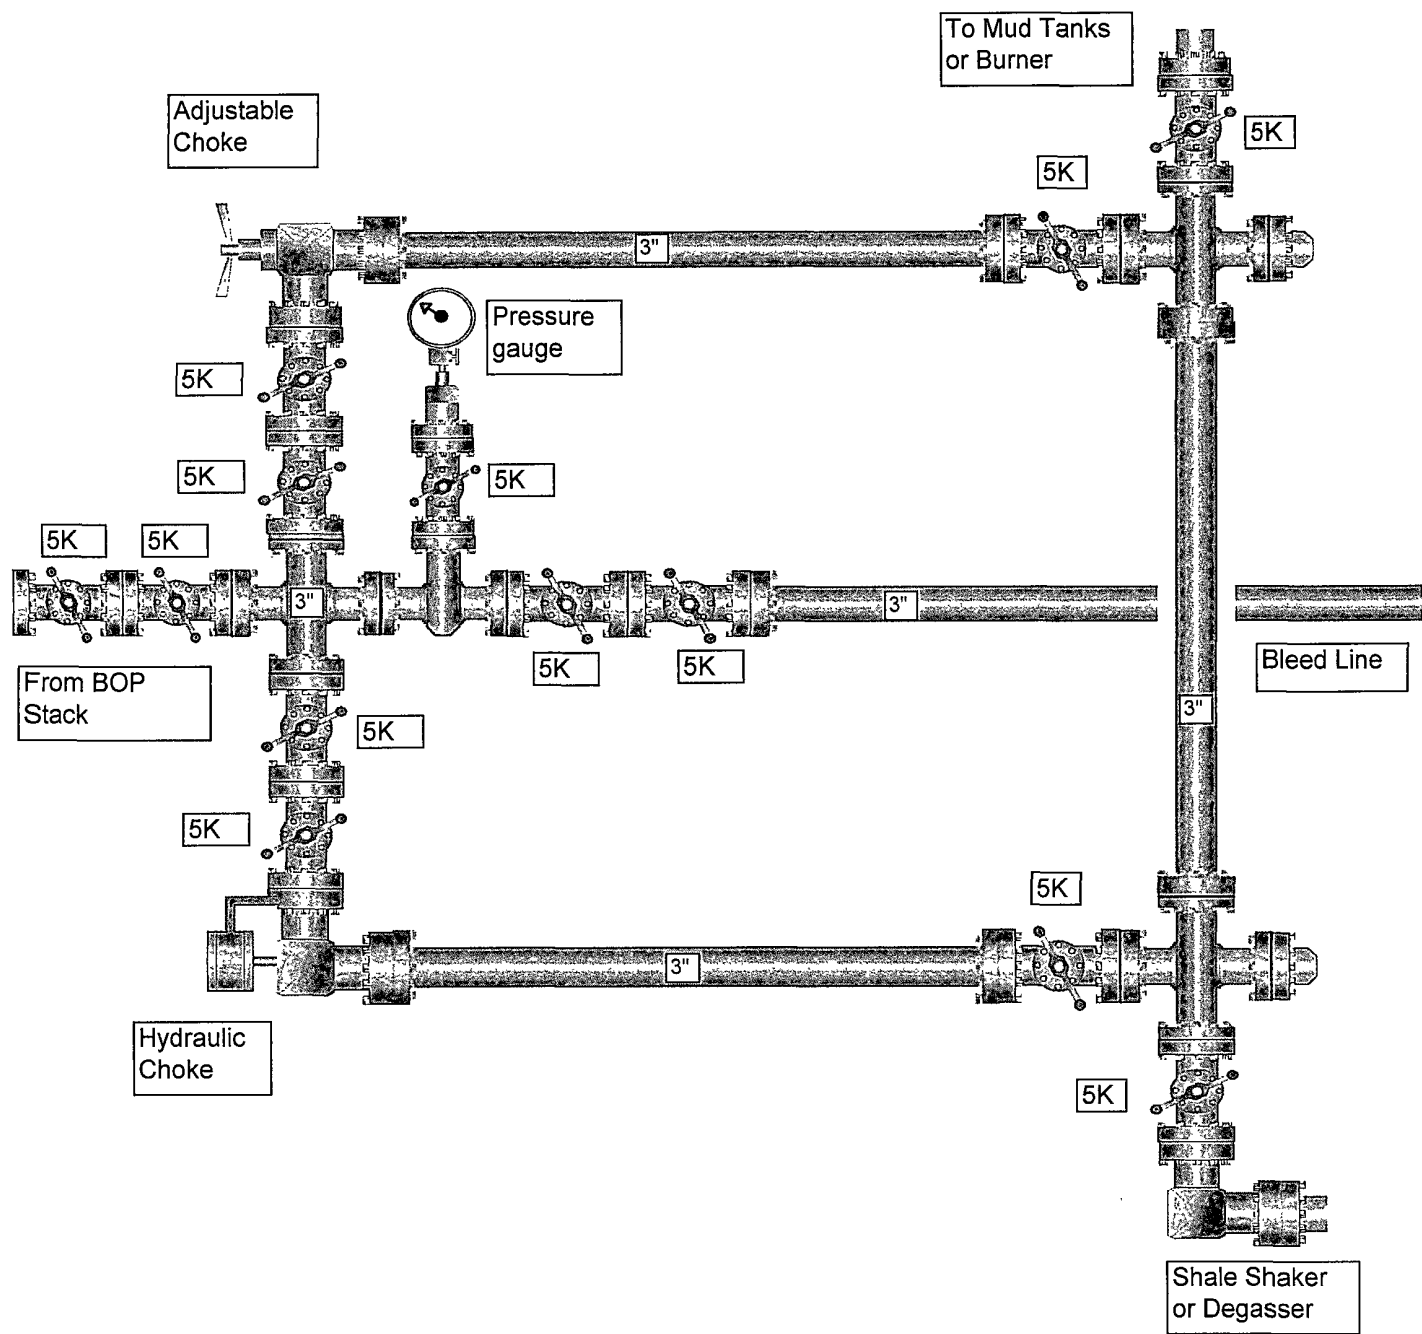 To Mud Tanks
or Burner
Adjustable
Choke
5K
5K
3"
Pressure
gauge
5K
5K
5K
5K
5K
3"
3"
5K
5K
Bleed Line
From BOP
Stack
3"
5K
5K
5K
3"
Hydraulic
Choke
5K
Shale Shaker
or Degasser